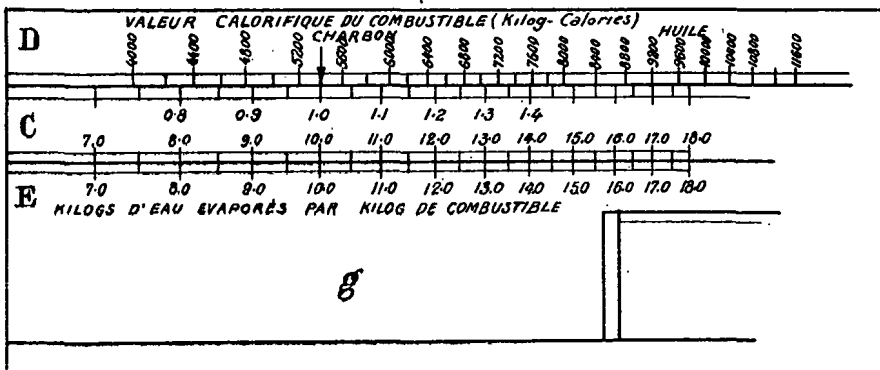 VALEUR CALORIFIQUE DU COMBUSTIBLE (Kilog-Calories)
D CHARBON HUILE
4000 4400 4800 5200 5600 6000 6400 6800 7200 7600 8000 8400 8800 9200 9600 10000 10400 10800 11600
0.8 0.9 1.0 1.1 1.2 1.3 1.4
C
7.0 8.0 9.0 10.0 11.0 12.0 13.0 14.0 15.0 16.0 17.0 18.0
7.0 8.0 9.0 10.0 11.0 12.0 13.0 14.0 15.0 16.0 17.0 18.0
E
KILOGS D'EAU EVAPORÉS PAR KILOG DE COMBUSTIBLE
g